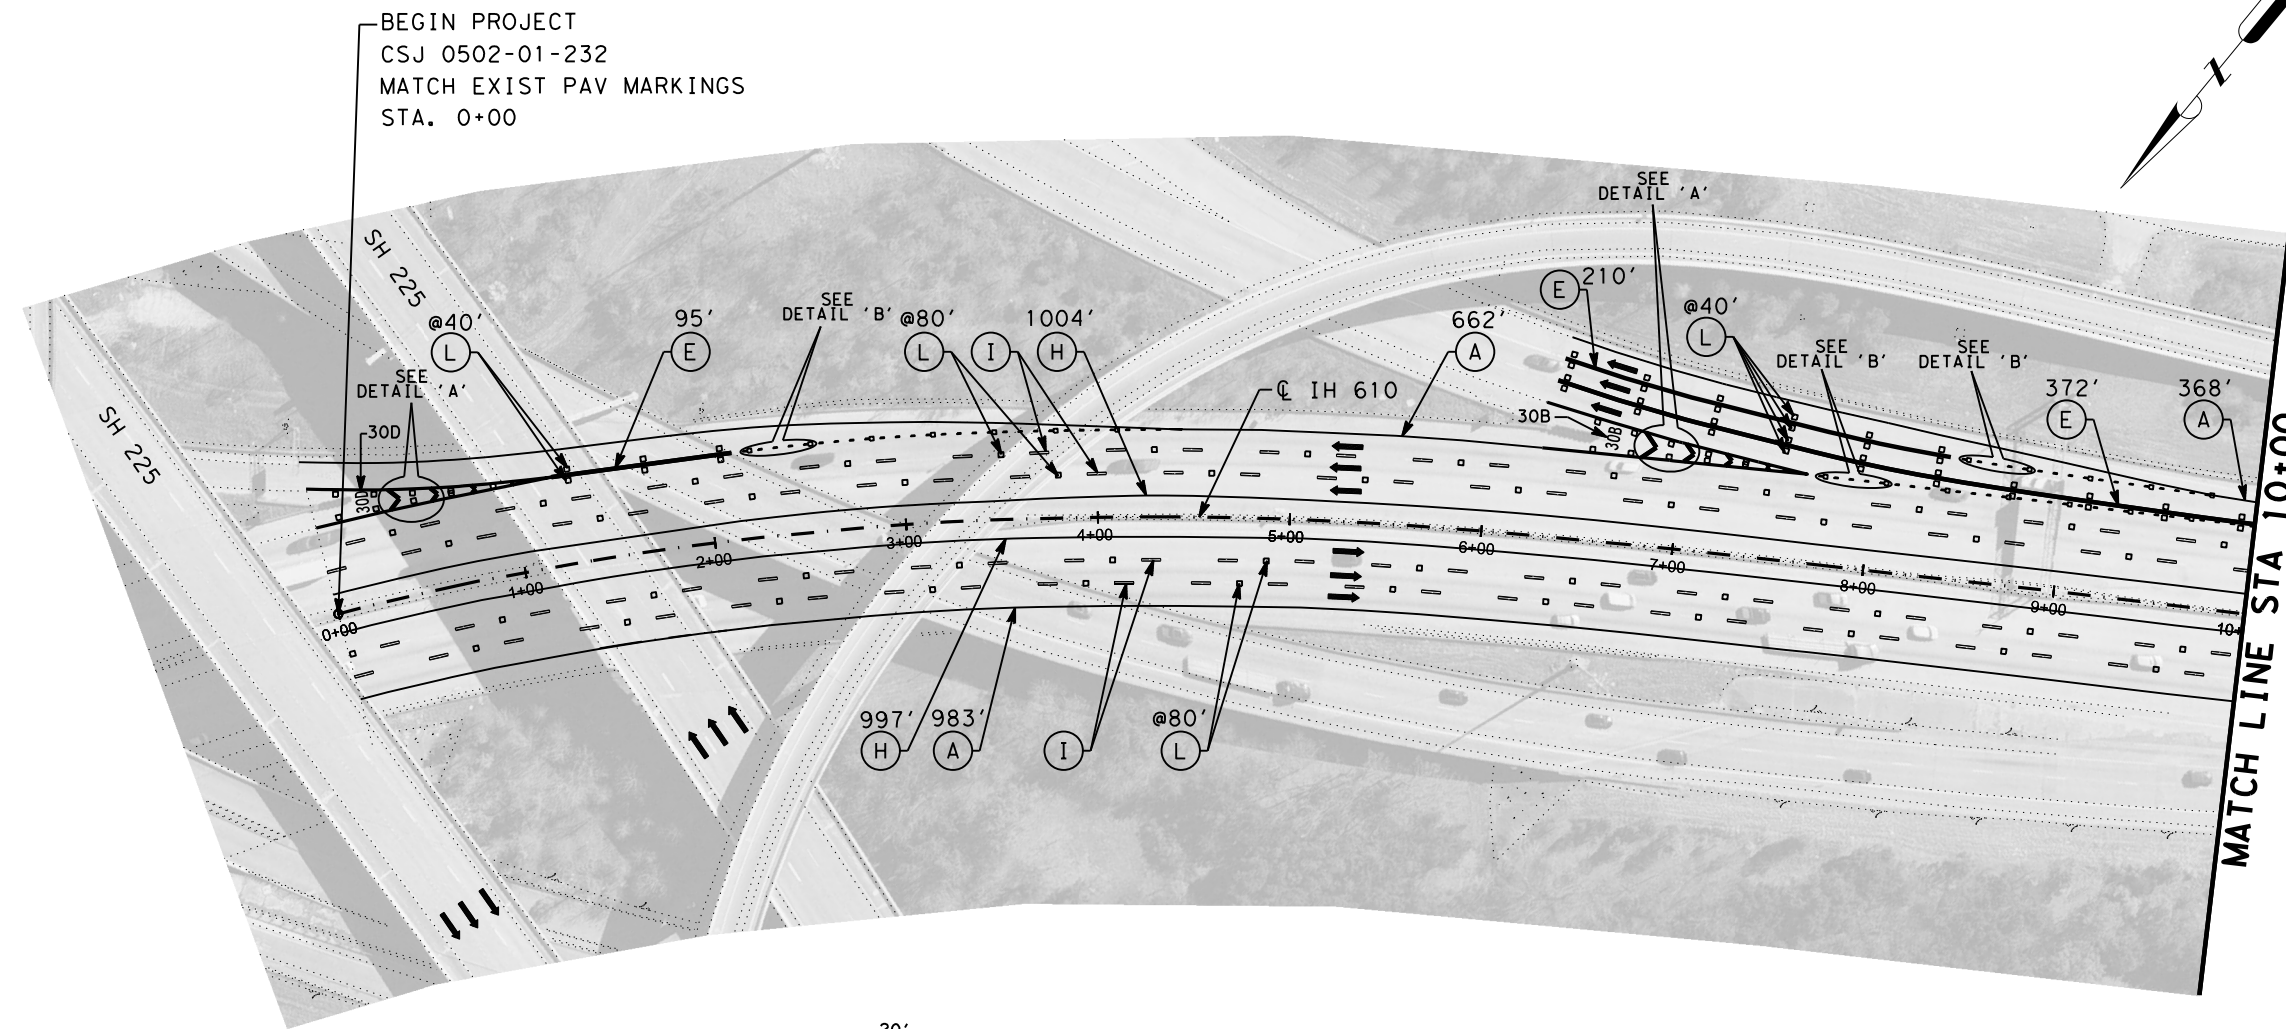 BEGIN PROJECT
CSJ 0502-01-232
MATCH EXIST PAV MARKINGS
STA. 0+00
N
SH 225
SH 225
@40'
L
SEE
DETAIL 'A'
30D
30D
95'
E
SEE
DETAIL 'B'
@80'
L
I
1004'
H
℄ IH 610
662'
A
SEE
DETAIL 'A'
E 210'
30B
30B
@40'
L
SEE
DETAIL 'B'
SEE
DETAIL 'B'
372'
E
368'
A
0+00
1+00
2+00
3+00
4+00
5+00
6+00
7+00
8+00
9+00
10+
997'
H
983'
A
I
@80'
L
MATCH LINE STA 10+00
30'